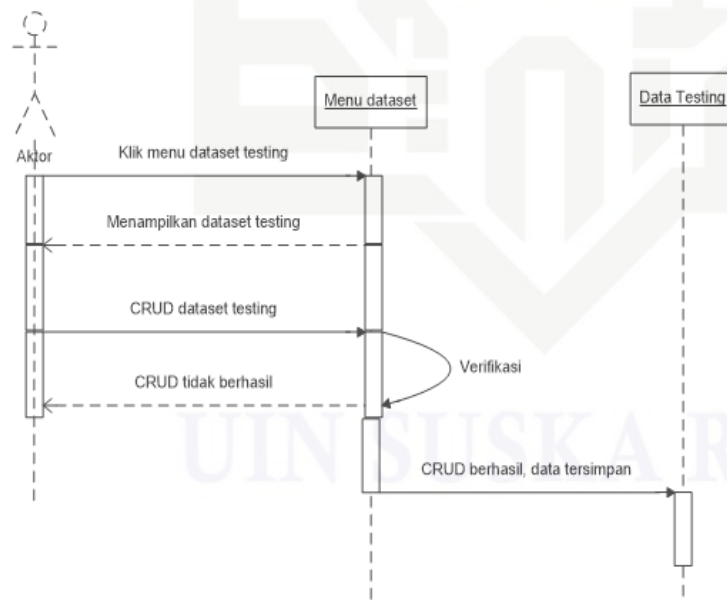 Menu dataset
Data Testing
Aktor
Klik menu dataset testing
Menampilkan dataset testing
CRUD dataset testing
Verifikasi
CRUD tidak berhasil
UIN SUSKA R
CRUD berhasil, data tersimpan